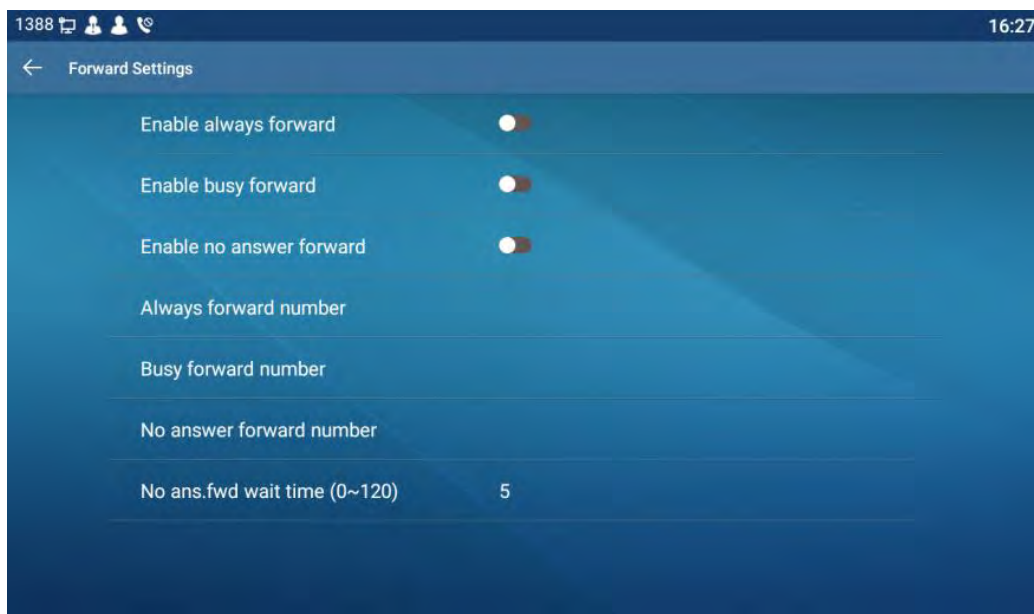 1388 16:27
Forward Settings
Enable always forward
Enable busy forward
Enable no answer forward
Always forward number
Busy forward number
No answer forward number
No ans.fwd wait time (0~120) 5